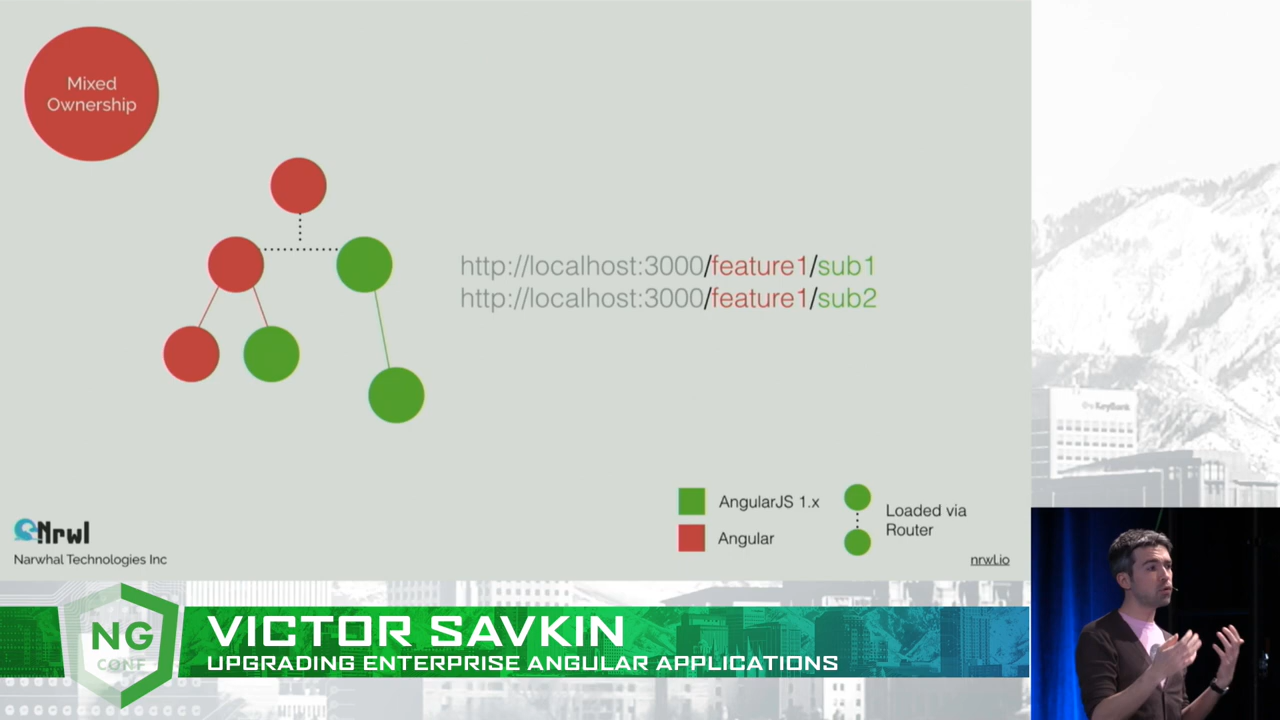 Mixed
Ownership
http://localhost:3000/feature1/sub1
http://localhost:3000/feature1/sub2
AngularJS 1.x
Angular
Loaded via
Router
Nrwl
Narwhal Technologies Inc
nrwl.io
KeyBank
NG
CONF
VICTOR SAVKIN
UPGRADING ENTERPRISE ANGULAR APPLICATIONS